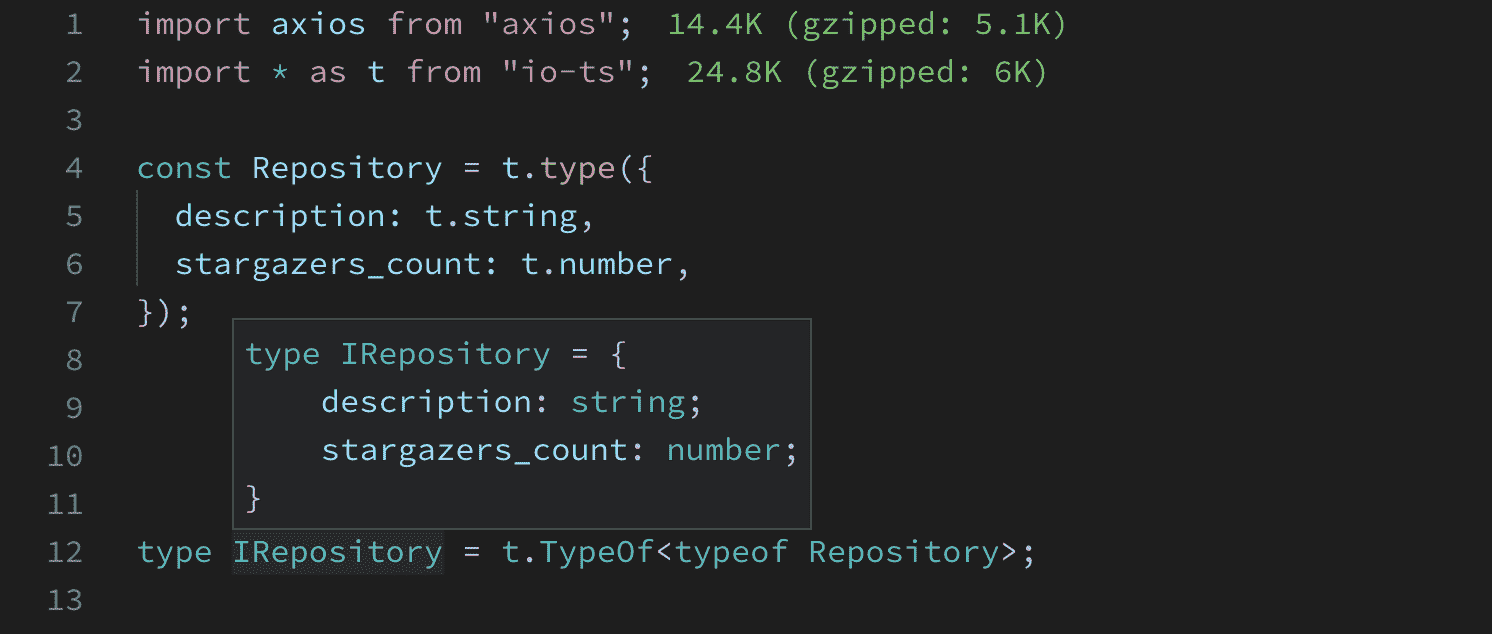 1 import axios from "axios"; 14.4K (gzipped: 5.1K)
2 import * as t from "io-ts"; 24.8K (gzipped: 6K)
3
4 const Repository = t.type({
5 description: t.string,
6 stargazers_count: t.number,
7 });
8 type IRepository = {
9 description: string;
10 stargazers_count: number;
11 }
12 type IRepository = t.TypeOf<typeof Repository>;
13